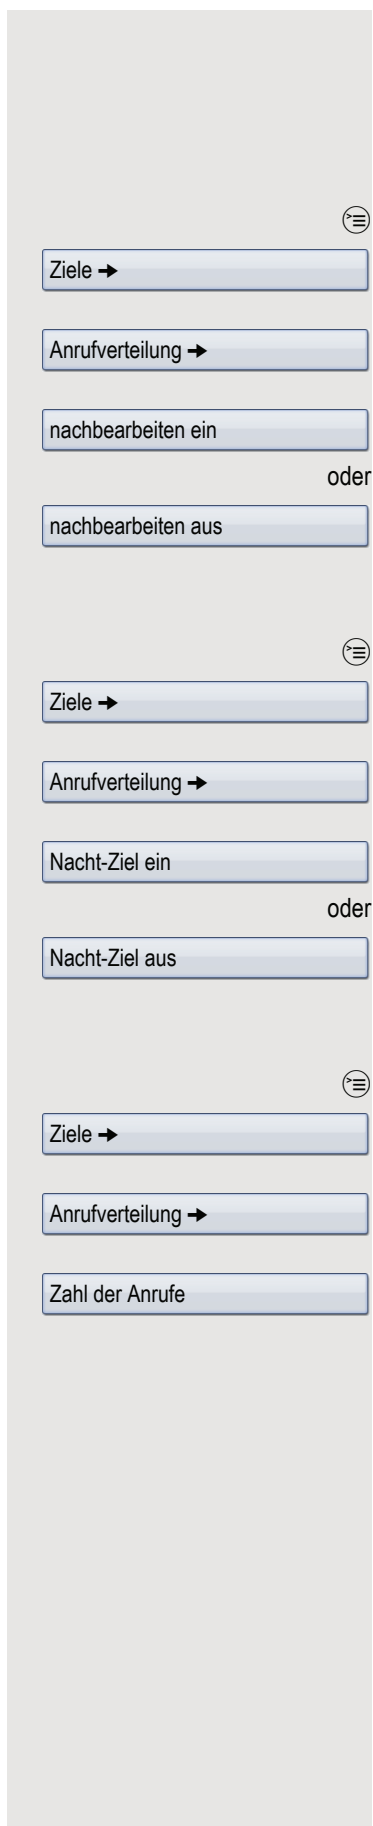 Ziele →
Anrufverteilung →
nachbearbeiten ein
oder
nachbearbeiten aus
Ziele →
Anrufverteilung →
Nacht-Ziel ein
oder
Nacht-Ziel aus
Ziele →
Anrufverteilung →
Zahl der Anrufe